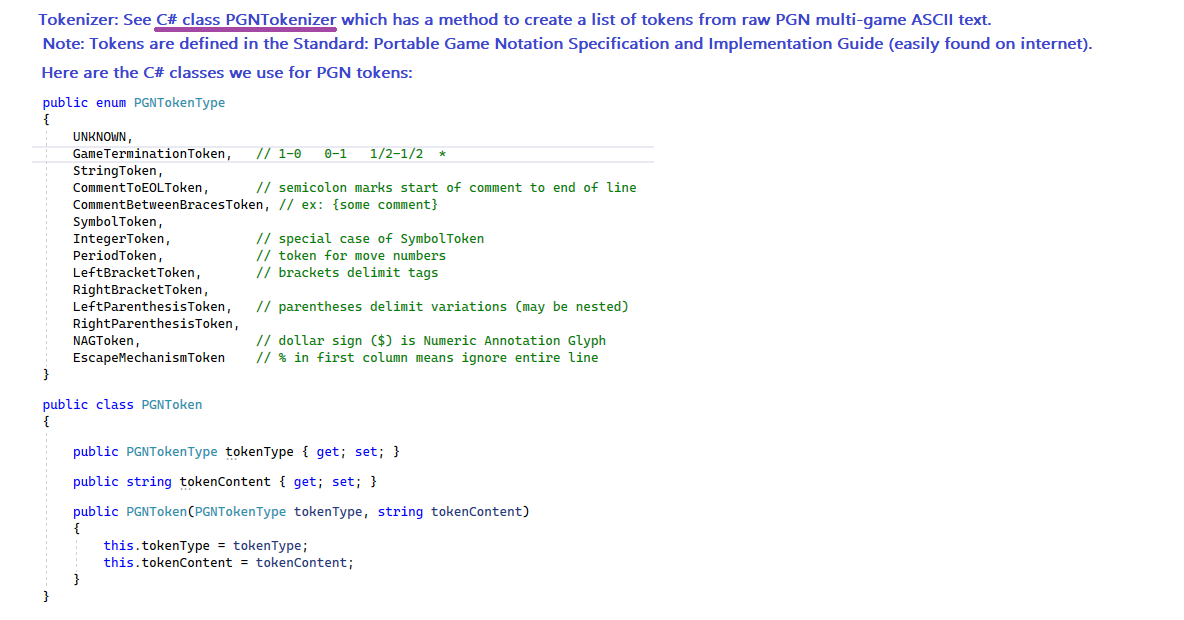 Tokenizer: See C# class PGNTokenizer which has a method to create a list of tokens from raw PGN multi-game ASCII text.
Note: Tokens are defined in the Standard: Portable Game Notation Specification and Implementation Guide (easily found on internet).
Here are the C# classes we use for PGN tokens:
public enum PGNTokenType
{
    UNKNOWN,
    GameTerminationToken,   // 1-0   0-1   1/2-1/2  *
    StringToken,
    CommentToEOLToken,      // semicolon marks start of comment to end of line
    CommentBetweenBracesToken, // ex: {some comment}
    SymbolToken,
    IntegerToken,           // special case of SymbolToken
    PeriodToken,            // token for move numbers
    LeftBracketToken,       // brackets delimit tags
    RightBracketToken,
    LeftParenthesisToken,   // parentheses delimit variations (may be nested)
    RightParenthesisToken,
    NAGToken,               // dollar sign ($) is Numeric Annotation Glyph
    EscapeMechanismToken    // % in first column means ignore entire line
}
public class PGNToken
{
    public PGNTokenType tokenType { get; set; }
    public string tokenContent { get; set; }
    public PGNToken(PGNTokenType tokenType, string tokenContent)
    {
        this.tokenType = tokenType;
        this.tokenContent = tokenContent;
    }
}